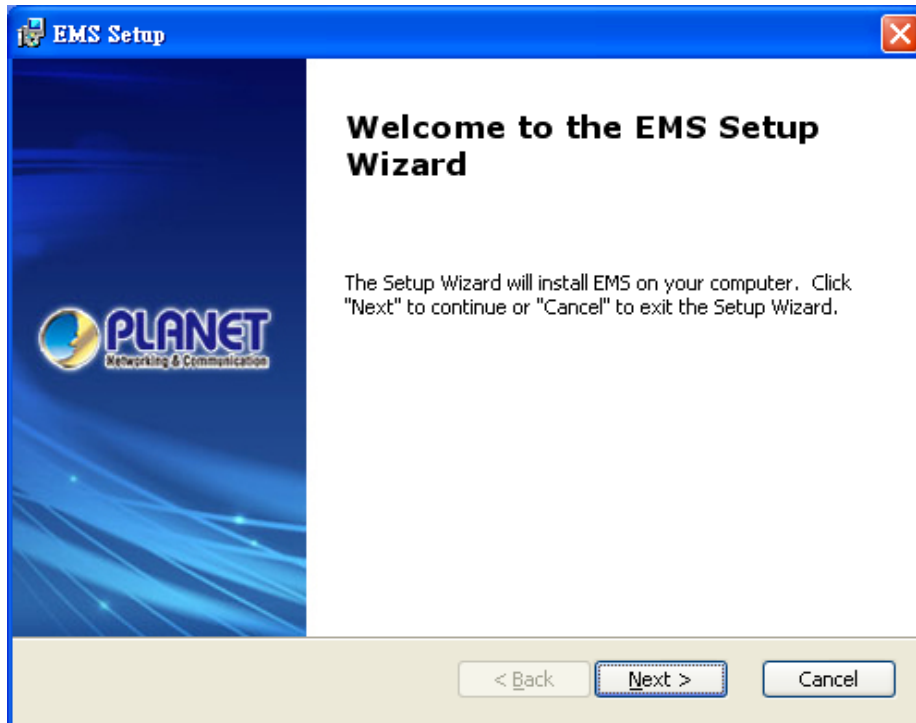 EMS Setup
Welcome to the EMS Setup
Wizard
The Setup Wizard will install EMS on your computer. Click
"Next" to continue or "Cancel" to exit the Setup Wizard.
PLANET
Networking & Communication
< Back
Next >
Cancel